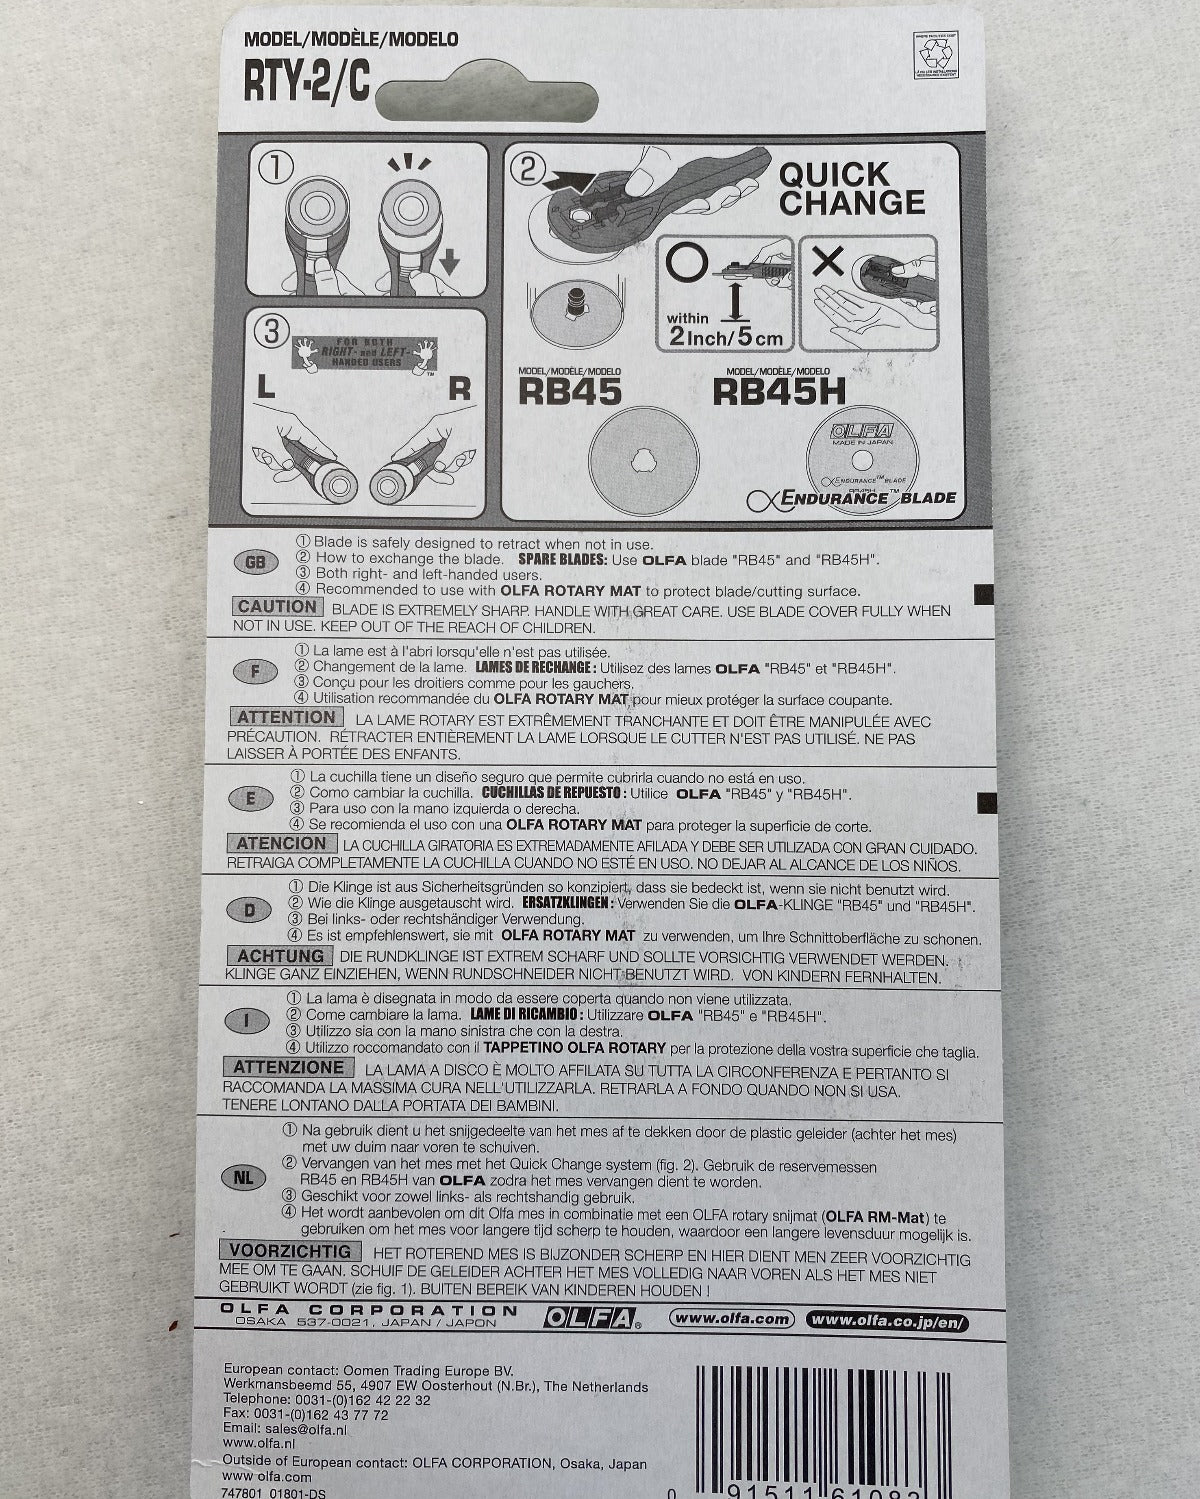 MODEL/MODÈLE/MODELO
RTY-2/C
①
②
QUICK
CHANGE
within
2Inch/5cm
③
FOR BOTH
RIGHT- and LEFT-
HANDED USERS
™
L R
MODEL/MODÈLE/MODELO
RB45
MODEL/MODÈLE/MODELO
RB45H
OLFA
MADE IN JAPAN
ENDURANCE™ BLADE
ENDURANCE™ BLADE
GB
① Blade is safely designed to retract when not in use.
② How to exchange the blade. SPARE BLADES: Use OLFA blade "RB45" and "RB45H".
③ Both right- and left-handed users.
④ Recommended to use with OLFA ROTARY MAT to protect blade/cutting surface.
CAUTION BLADE IS EXTREMELY SHARP. HANDLE WITH GREAT CARE. USE BLADE COVER FULLY WHEN
NOT IN USE. KEEP OUT OF THE REACH OF CHILDREN.
F
① La lame est à l'abri lorsqu'elle n'est pas utilisée.
② Changement de la lame. LAMES DE RECHANGE: Utilisez des lames OLFA "RB45" et "RB45H".
③ Conçu pour les droitiers comme pour les gauchers.
④ Utilisation recommandée du OLFA ROTARY MAT pour mieux protéger la surface coupante.
ATTENTION LA LAME ROTARY EST EXTRÊMEMENT TRANCHANTE ET DOIT ÊTRE MANIPULÉE AVEC
PRÉCAUTION. RÉTRACTER ENTIÈREMENT LA LAME LORSQUE LE CUTTER N'EST PAS UTILISÉ. NE PAS
LAISSER À PORTÉE DES ENFANTS.
E
① La cuchilla tiene un diseño seguro que permite cubrirla cuando no está en uso.
② Como cambiar la cuchilla. CUCHILLAS DE REPUESTO: Utilice OLFA "RB45" y "RB45H".
③ Para uso con la mano izquierda o derecha.
④ Se recomienda el uso con una OLFA ROTARY MAT para proteger la superficie de corte.
ATENCION LA CUCHILLA GIRATORIA ES EXTREMADAMENTE AFILADA Y DEBE SER UTILIZADA CON GRAN CUIDADO.
RETRAIGA COMPLETAMENTE LA CUCHILLA CUANDO NO ESTÉ EN USO. NO DEJAR AL ALCANCE DE LOS NIÑOS.
D
① Die Klinge ist aus Sicherheitsgründen so konzipiert, dass sie bedeckt ist, wenn sie nicht benutzt wird.
② Wie die Klinge ausgetauscht wird. ERSATZKLINGEN: Verwenden Sie die OLFA-KLINGE "RB45" und "RB45H".
③ Bei links- oder rechtshändiger Verwendung.
④ Es ist empfehlenswert, sie mit OLFA ROTARY MAT zu verwenden, um Ihre Schnittoberfläche zu schonen.
ACHTUNG DIE RUNDKLINGE IST EXTREM SCHARF UND SOLLTE VORSICHTIG VERWENDET WERDEN.
KLINGE GANZ EINZIEHEN, WENN RUNDSCHNEIDER NICHT BENUTZT WIRD. VON KINDERN FERNHALTEN.
I
① La lama è disegnata in modo da essere coperta quando non viene utilizzata.
② Come cambiare la lama. LAME DI RICAMBIO: Utilizzare OLFA "RB45" e "RB45H".
③ Utilizzo sia con la mano sinistra che con la destra.
④ Utilizzo roccomandato con il TAPPETINO OLFA ROTARY per la protezione della vostra superficie che taglia.
ATTENZIONE LA LAMA A DISCO È MOLTO AFFILATA SU TUTTA LA CIRCONFERENZA E PERTANTO SI
RACCOMANDA LA MASSIMA CURA NELL'UTILIZZARLA. RETRARLA A FONDO QUANDO NON SI USA.
TENERE LONTANO DALLA PORTATA DEI BAMBINI.
NL
① Na gebruik dient u het snijgedeelte van het mes af te dekken door de plastic geleider (achter het mes)
met uw duim naar voren te schuiven.
② Vervangen van het mes met het Quick Change system (fig. 2). Gebruik de reservemessen
RB45 en RB45H van OLFA zodra het mes vervangen dient te worden.
③ Geschikt voor zowel links- als rechtshandig gebruik.
④ Het wordt aanbevolen om dit Olfa mes in combinatie met een OLFA rotary snijmat (OLFA RM-Mat) te
gebruiken om het mes voor langere tijd scherp te houden, waardoor een langere levensduur mogelijk is.
VOORZICHTIG HET ROTEREND MES IS BIJZONDER SCHERP EN HIER DIENT MEN ZEER VOORZICHTIG
MEE OM TE GAAN. SCHUIF DE GELEIDER ACHTER HET MES VOLLEDIG NAAR VOREN ALS HET MES NIET
GEBRUIKT WORDT (zie fig. 1). BUITEN BEREIK VAN KINDEREN HOUDEN !
OLFA CORPORATION
OSAKA 537-0021, JAPAN / JAPON
OLFA®
www.olfa.com
www.olfa.co.jp/en/
European contact: Oomen Trading Europe BV.
Werkmansbeemd 55, 4907 EW Oosterhout (N.Br.), The Netherlands
Telephone: 0031-(0)162 42 22 32
Fax: 0031-(0)162 43 77 72
Email: sales@olfa.nl
www.olfa.nl
Outside of European contact: OLFA CORPORATION, Osaka, Japan
www olfa.com
747801 01801-DS
0 91511 61082